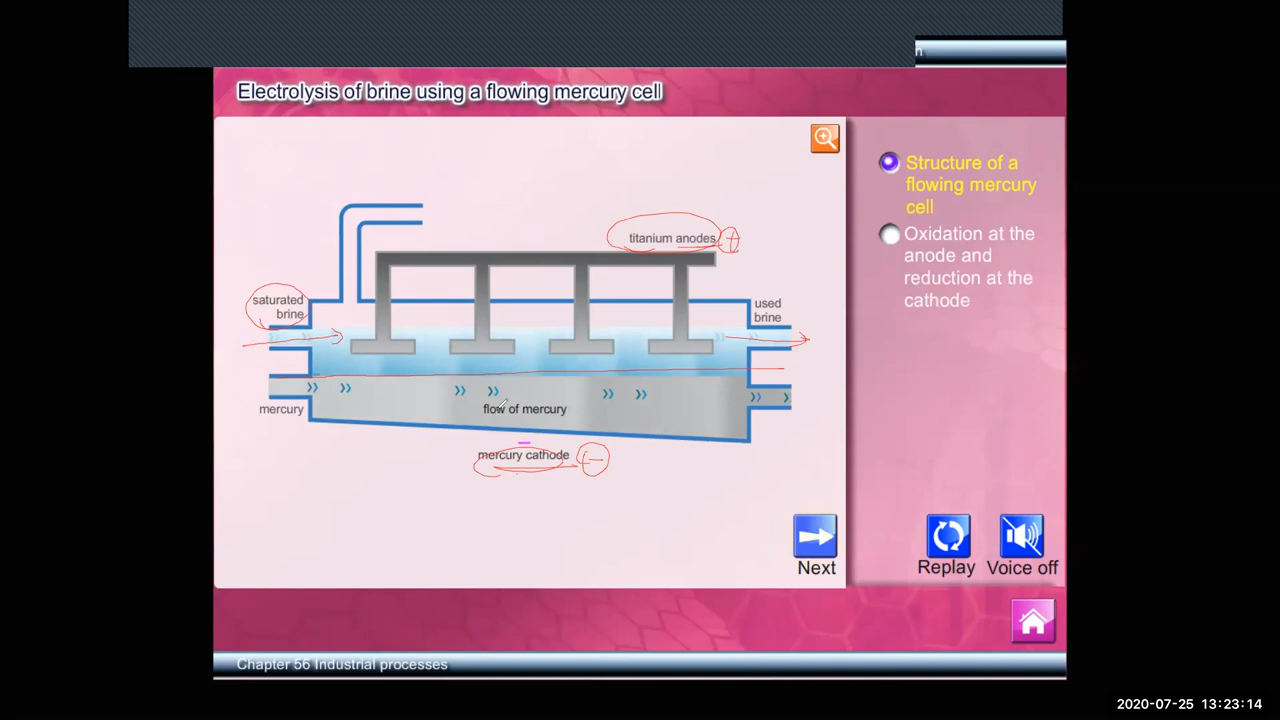 n
Electrolysis of brine using a flowing mercury cell
Structure of a
flowing mercury
cell
Oxidation at the
anode and
reduction at the
cathode
titanium anodes +
saturated
brine
used
brine
mercury
flow of mercury
mercury cathode −
Next
Replay
Voice off
Chapter 56 Industrial processes
2020-07-25 13:23:14